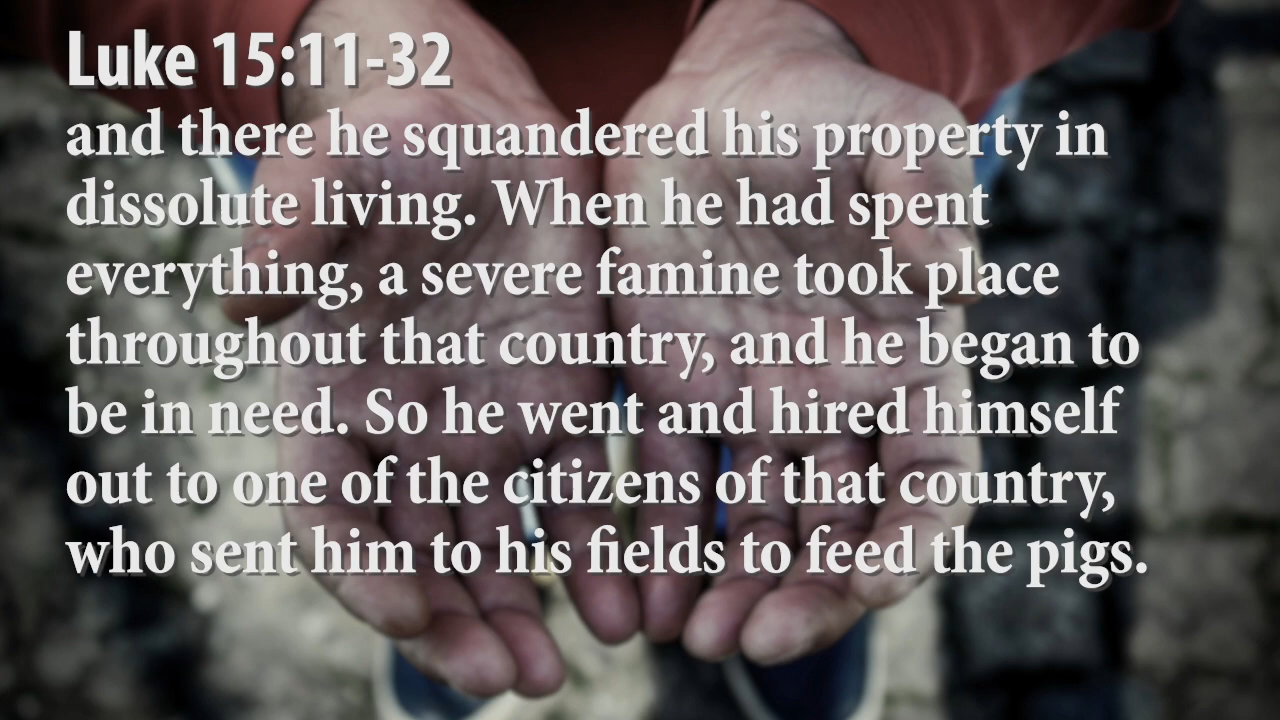 Luke 15:11-32
and there he squandered his property in
dissolute living. When he had spent
everything, a severe famine took place
throughout that country, and he began to
be in need. So he went and hired himself
out to one of the citizens of that country,
who sent him to his fields to feed the pigs.